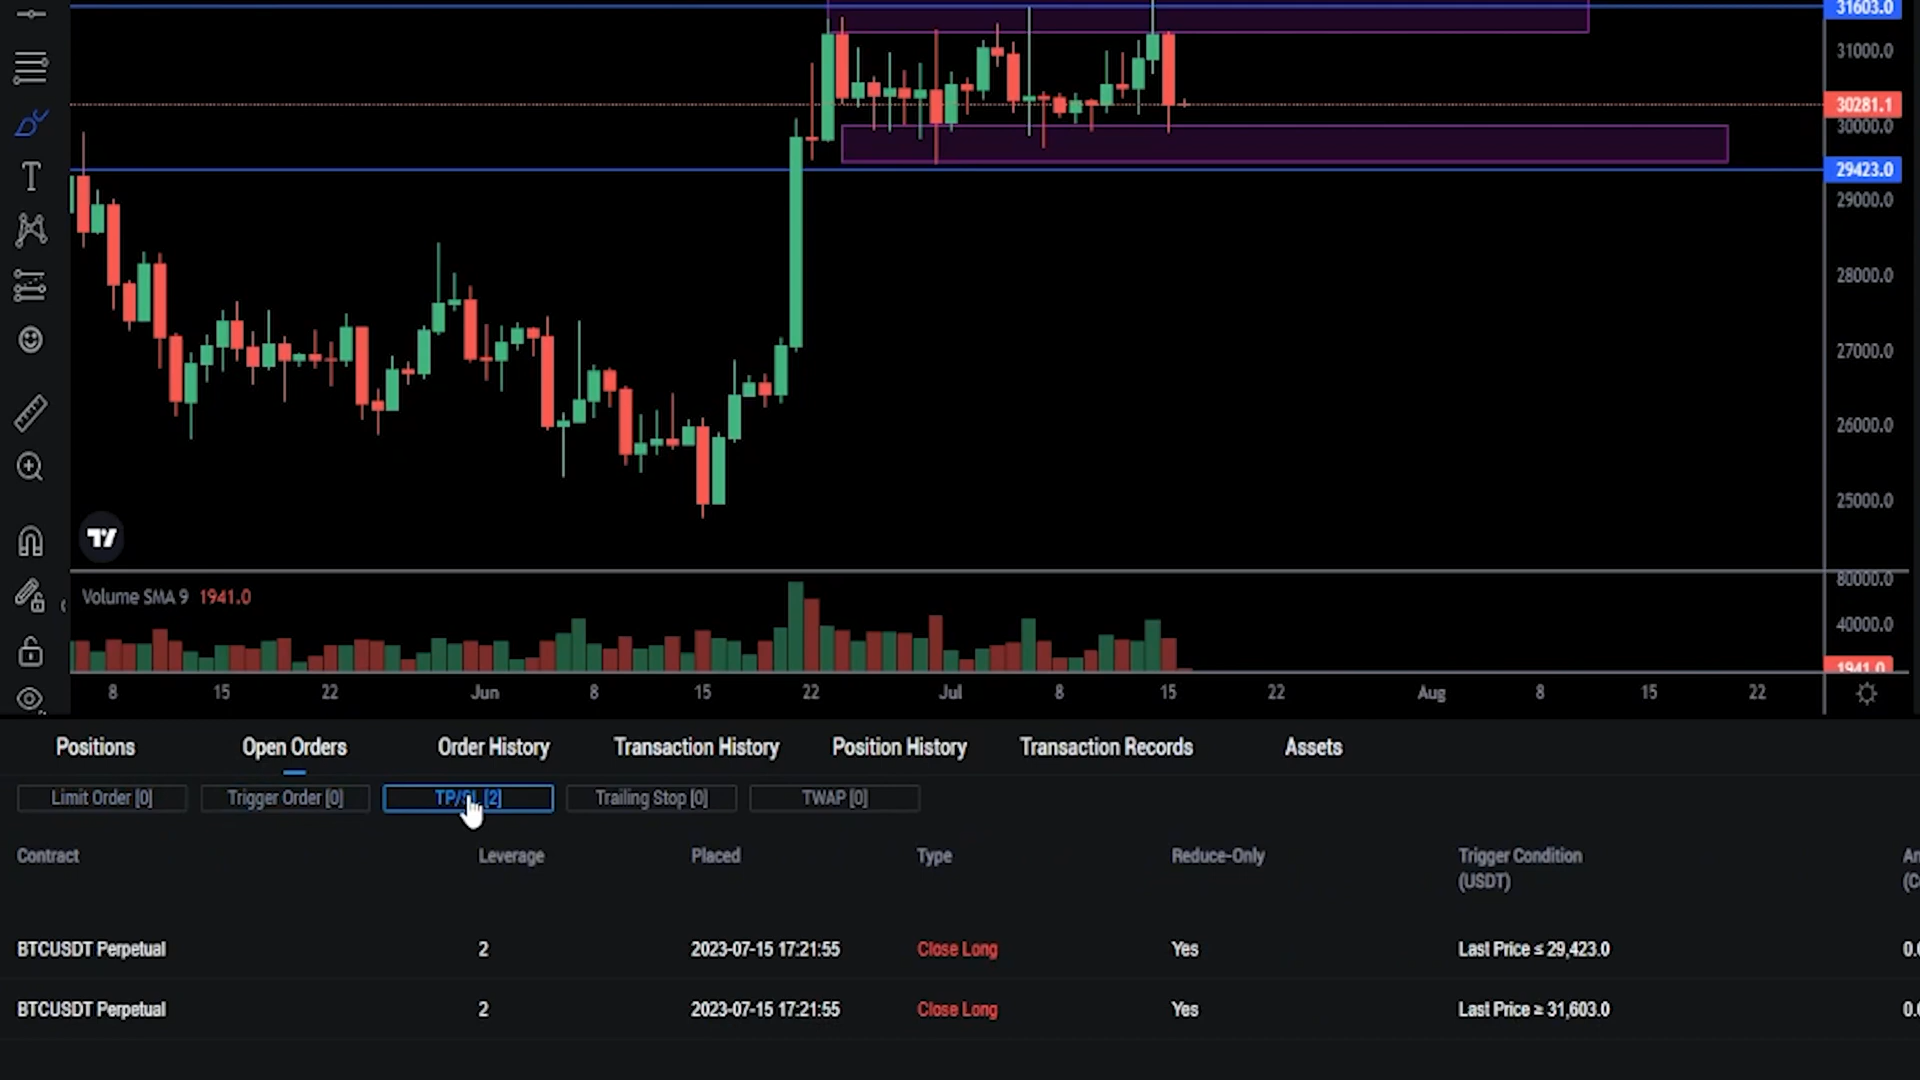 31603.0
31000.0
30281.1
30000.0
29423.0
29000.0
28000.0
27000.0
26000.0
25000.0
Volume SMA 9 1941.0
80000.0
40000.0
1941.0
8 15 22 Jun 8 15 22 Jul 8 15 22 Aug 8 15 22
Positions Open Orders Order History Transaction History Position History Transaction Records Assets
Limit Order [0] Trigger Order [0] TP/SL [2] Trailing Stop [0] TWAP [0]
Contract Leverage Placed Type Reduce-Only Trigger Condition
(USDT)
BTCUSDT Perpetual 2 2023-07-15 17:21:55 Close Long Yes Last Price ≤ 29,423.0
BTCUSDT Perpetual 2 2023-07-15 17:21:55 Close Long Yes Last Price ≥ 31,603.0